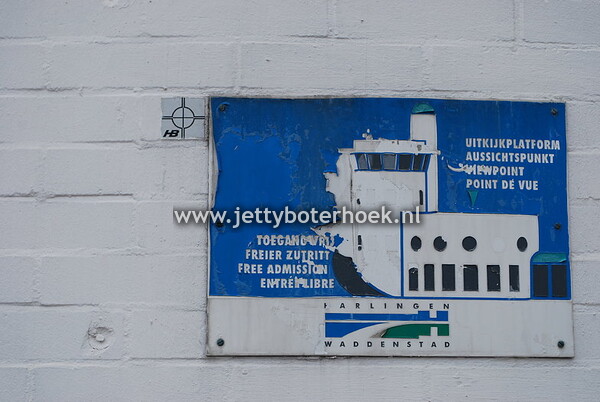 HB
UITKIJKPLATFORM
AUSSICHTSPUNKT
VIEWPOINT
POINT DE VUE
www.jettyboterhoek.nl
TOEGANG VRIJ
FREIER ZUTRITT
FREE ADMISSION
ENTRÉE LIBRE
HARLINGEN
WADDENSTAD